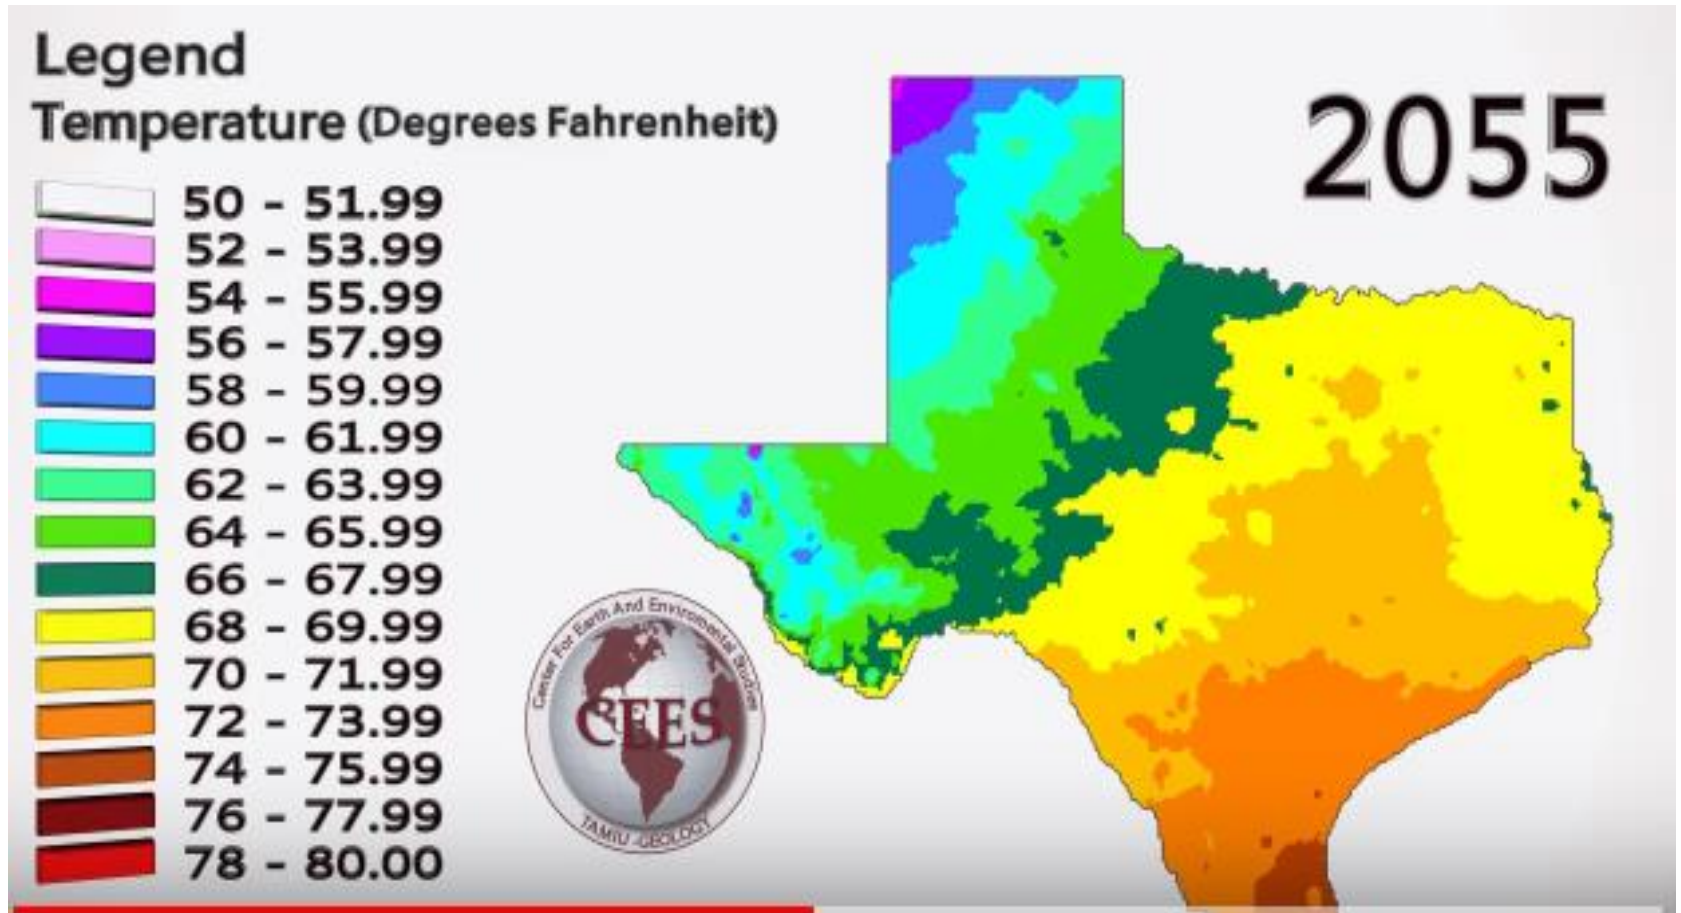 Legend
Temperature (Degrees Fahrenheit)
50 - 51.99
52 - 53.99
54 - 55.99
56 - 57.99
58 - 59.99
60 - 61.99
62 - 63.99
64 - 65.99
66 - 67.99
68 - 69.99
70 - 71.99
72 - 73.99
74 - 75.99
76 - 77.99
78 - 80.00
2055
Center For Earth And Enviromental Studies
CEES
TAMIU -GEOLOGY